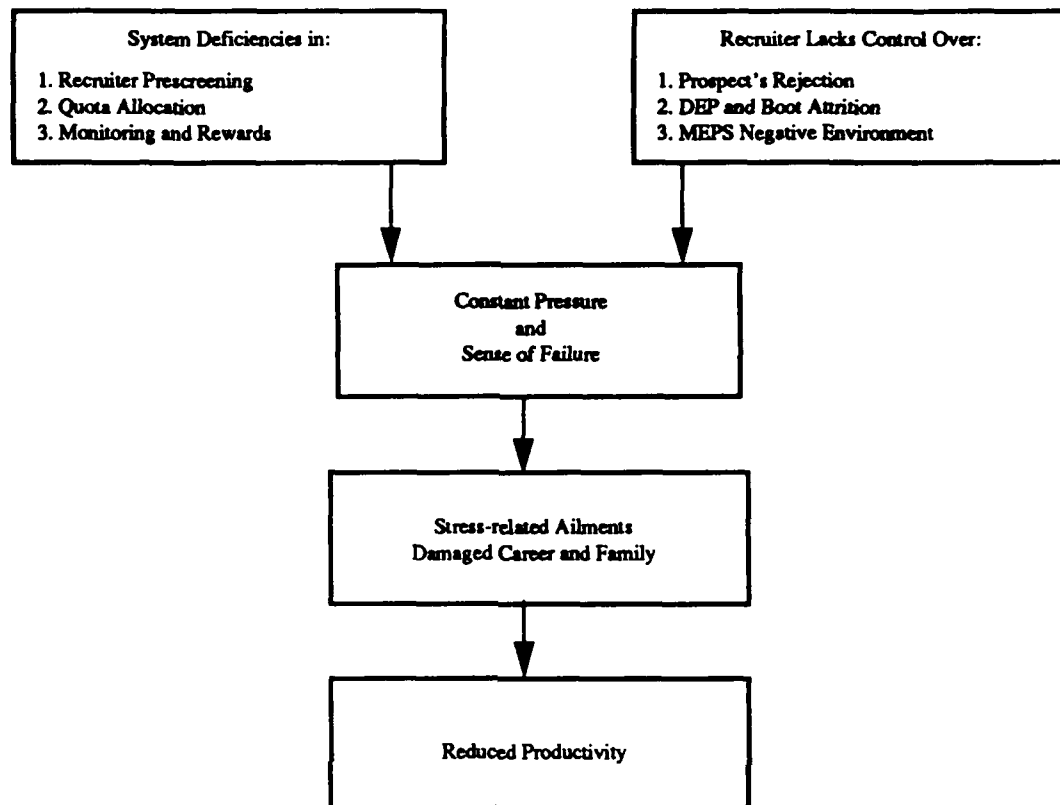 System Deficiencies in:
1. Recruiter Prescreening
2. Quota Allocation
3. Monitoring and Rewards
Recruiter Lacks Control Over:
1. Prospect's Rejection
2. DEP and Boot Attrition
3. MEPS Negative Environment
Constant Pressure
and
Sense of Failure
Stress-related Ailments
Damaged Career and Family
Reduced Productivity